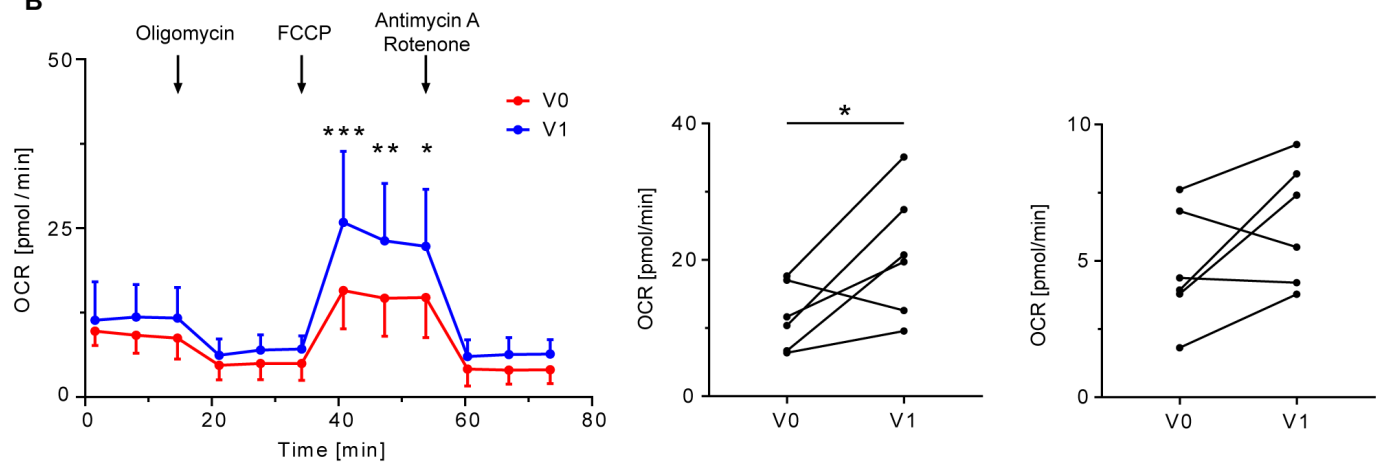 B
Oligomycin
FCCP
Antimycin A
Rotenone
50
25
0
OCR [pmol/min]
V0
V1
***
**
*
0
20
40
60
80
Time [min]
*
40
20
0
OCR [pmol/min]
V0
V1
10
5
0
OCR [pmol/min]
V0
V1